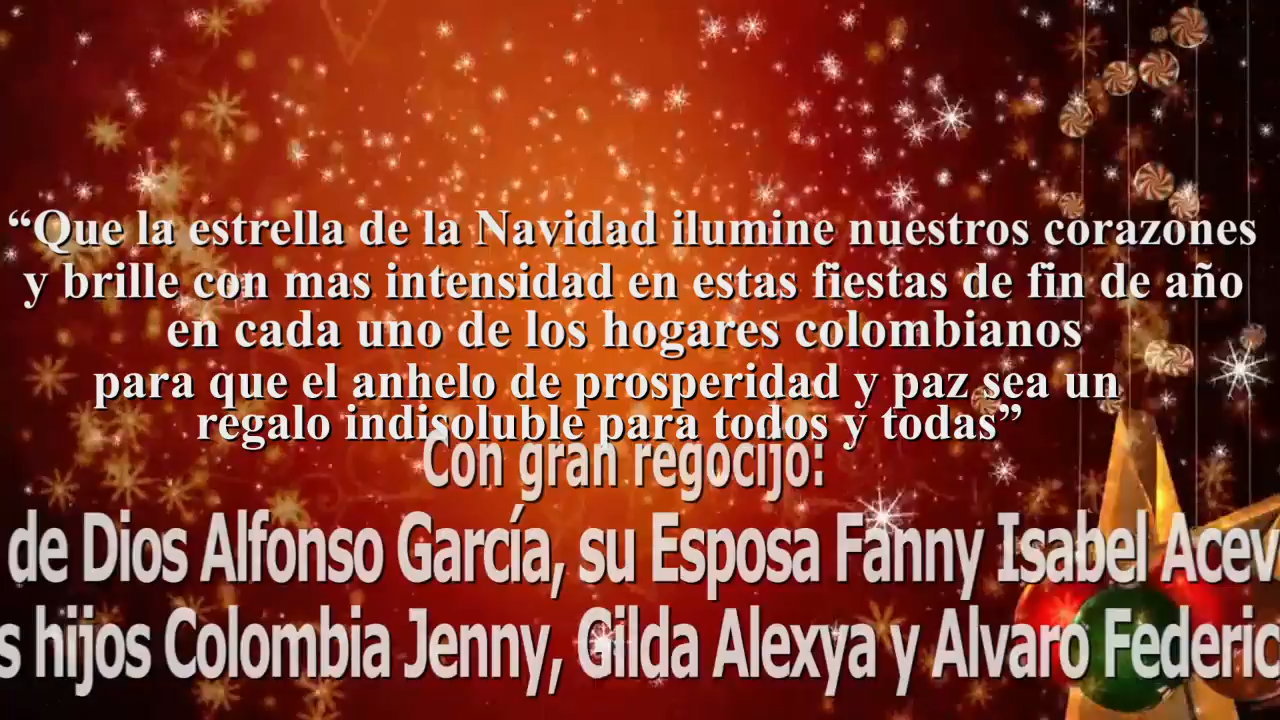 “Que la estrella de la Navidad ilumine nuestros corazones
y brille con mas intensidad en estas fiestas de fin de año
en cada uno de los hogares colombianos
para que el anhelo de prosperidad y paz sea un
regalo indisoluble para todos y todas”
Con gran regocijo:
de Dios Alfonso García, su Esposa Fanny Isabel Acev
s hijos Colombia Jenny, Gilda Alexya y Alvaro Federic